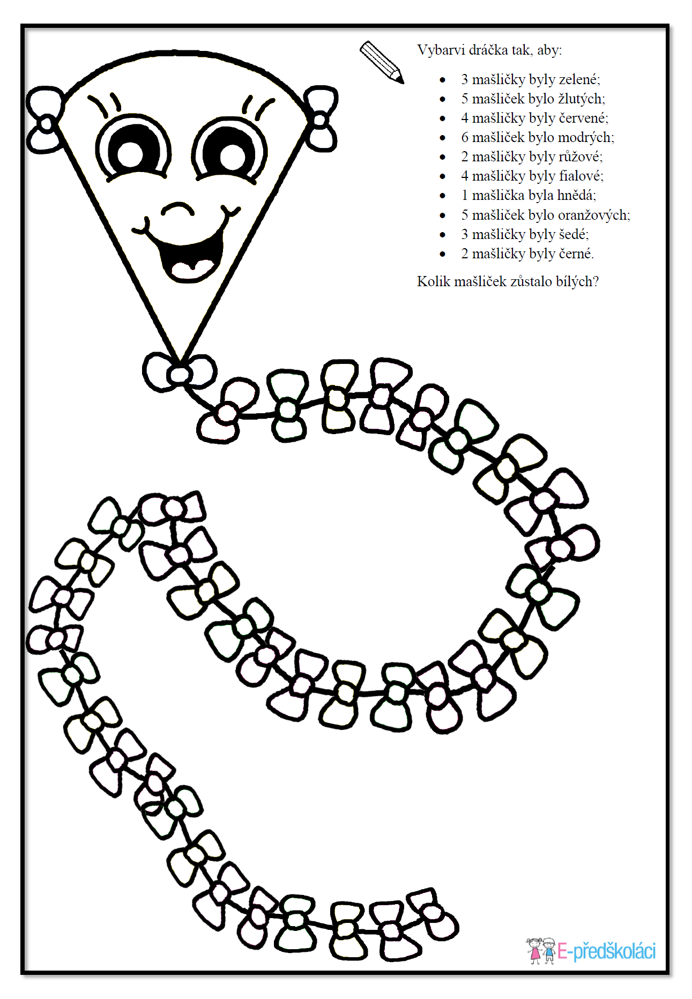 Vybarvi dráčka tak, aby:
• 3 mašličky byly zelené;
• 5 mašliček bylo žlutých;
• 4 mašličky byly červené;
• 6 mašliček bylo modrých;
• 2 mašličky byly růžové;
• 4 mašličky byly fialové;
• 1 mašlička byla hnědá;
• 5 mašliček bylo oranžových;
• 3 mašličky byly šedé;
• 2 mašličky byly černé.
Kolik mašliček zůstalo bílých?
E-předškoláci